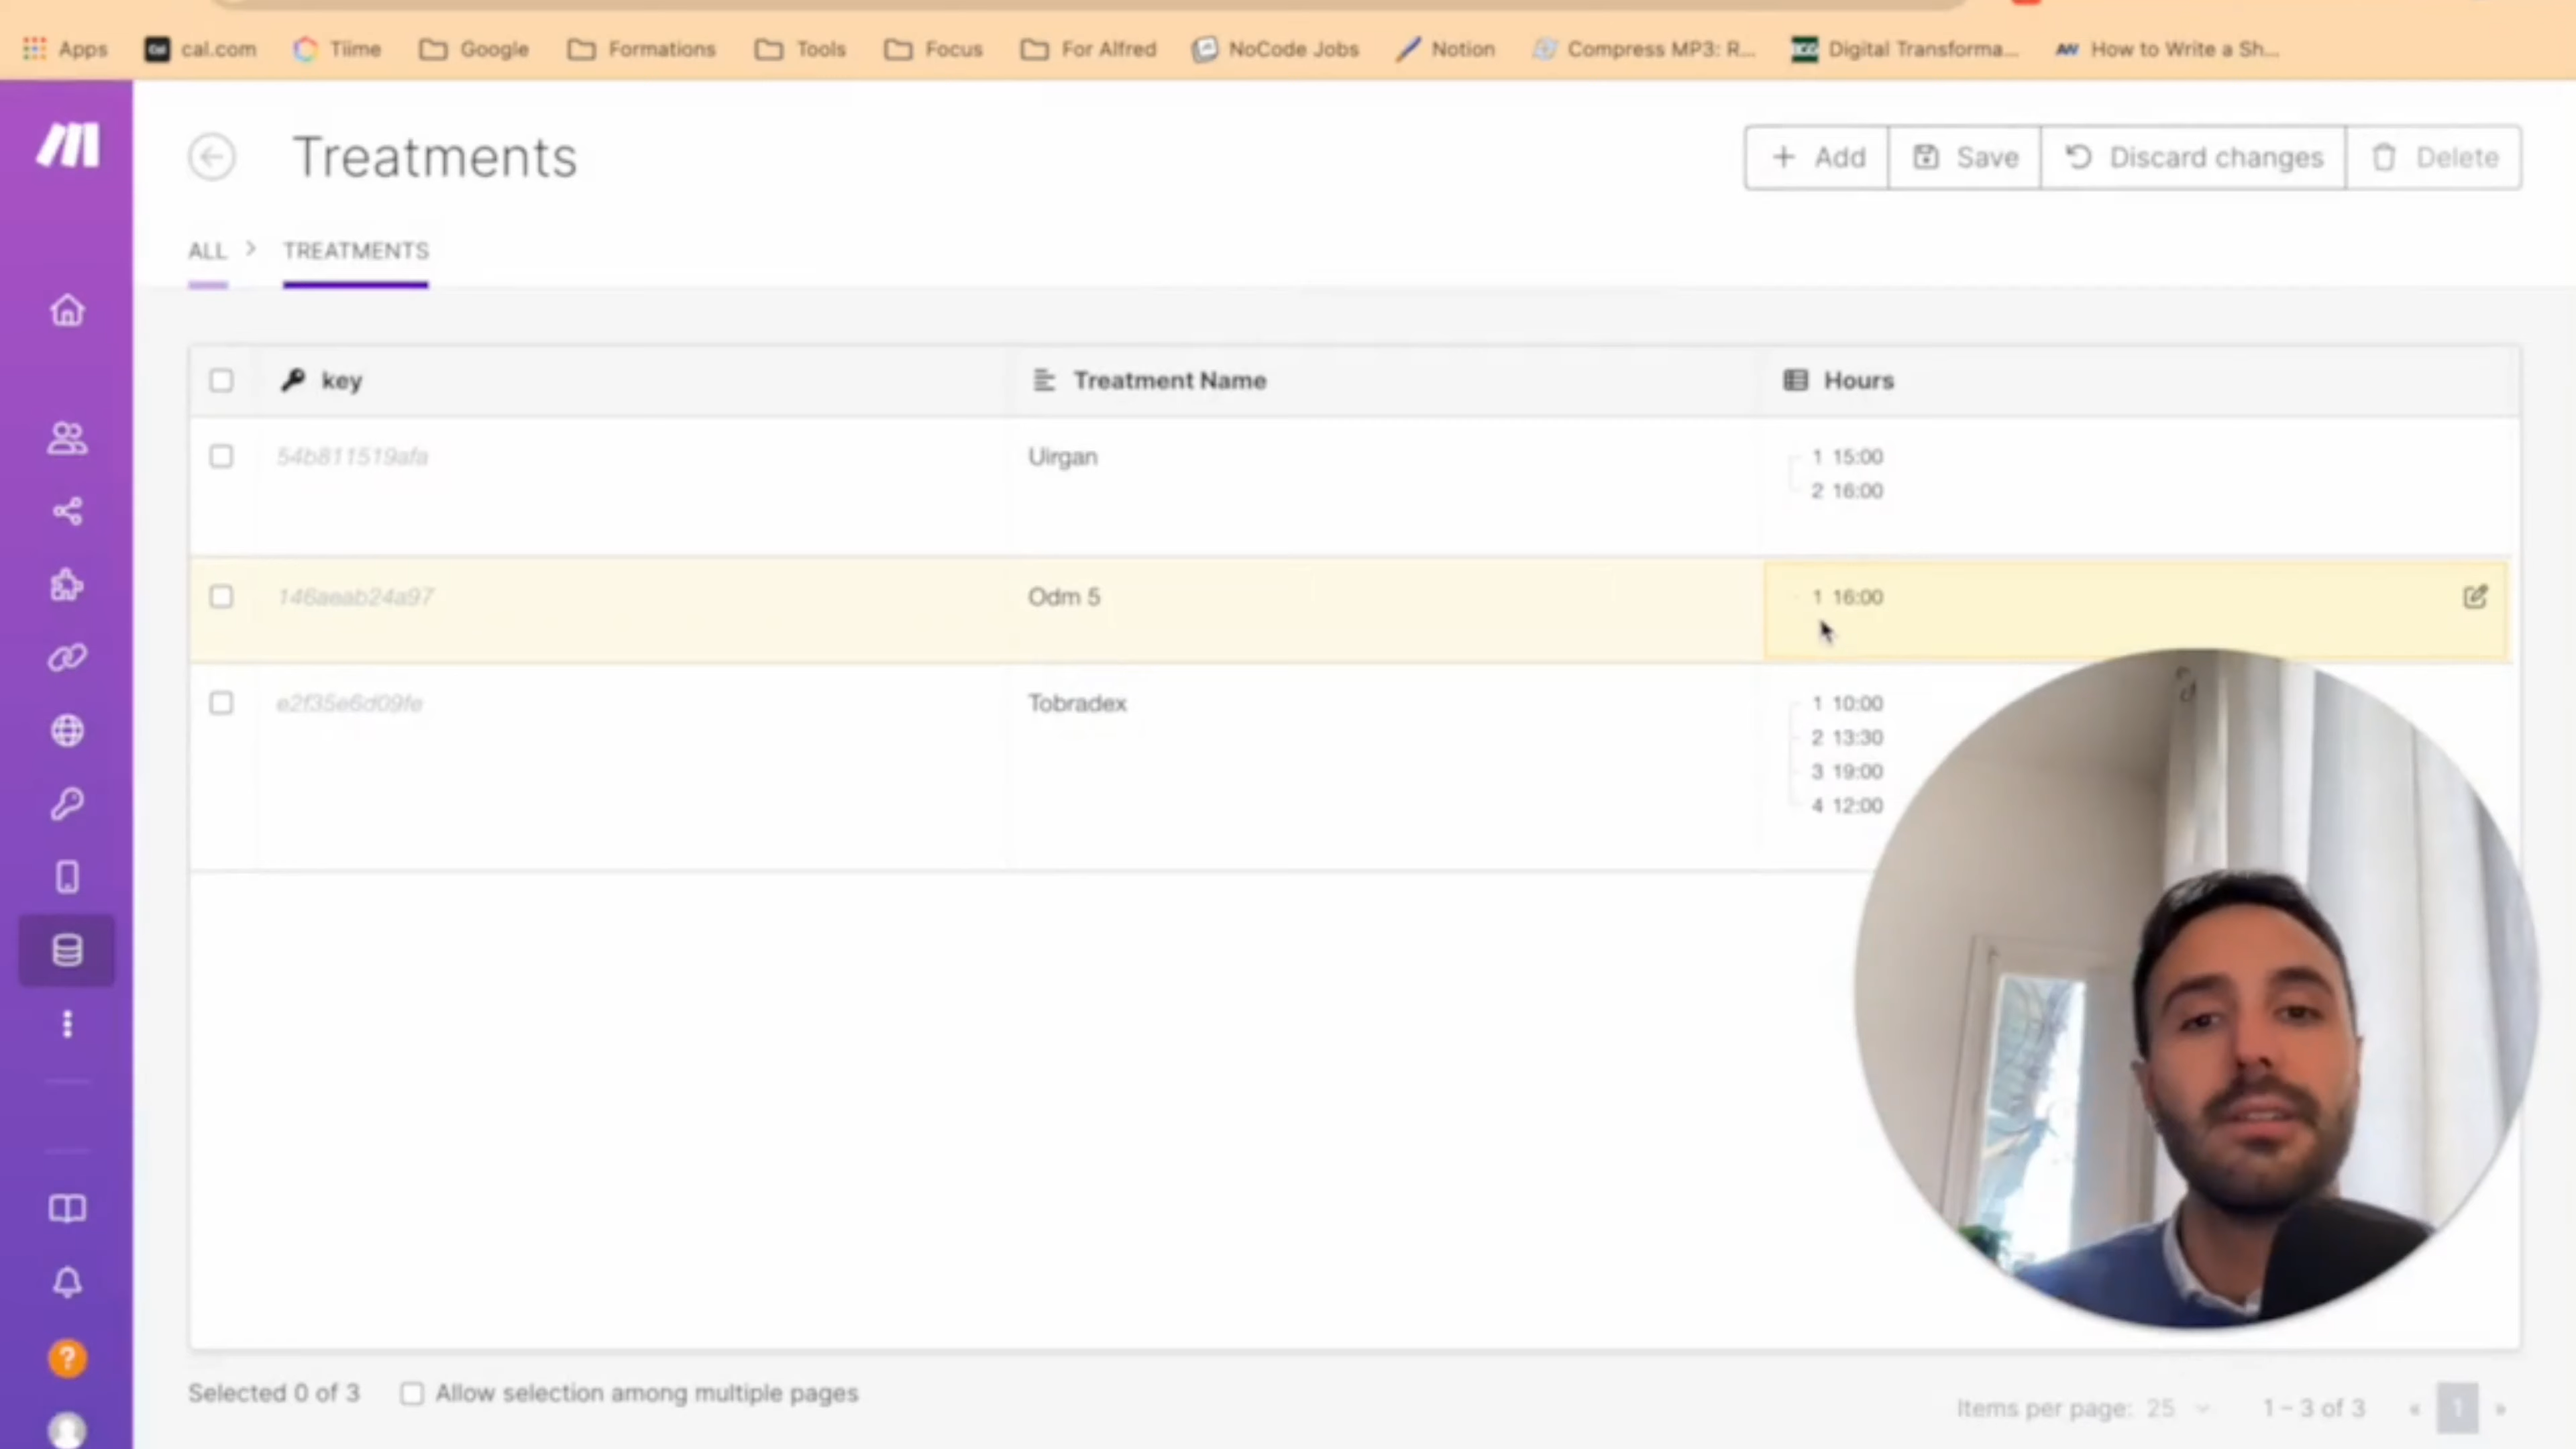 Apps cal.com Tiime Google Formations Tools Focus For Alfred NoCode Jobs Notion Compress MP3: R... Digital Transforma... How to Write a Sh...
Treatments
Add Save Discard changes Delete
ALL > TREATMENTS
key Treatment Name Hours
54b811519afa Uirgan 1 15:00
2 16:00
146aeab24a97 Odm 5 1 16:00
e2f35e6d09fe Tobradex 1 10:00
2 13:30
3 19:00
4 12:00
Selected 0 of 3 Allow selection among multiple pages
Items per page: 25 1 – 3 of 3 « 1 »